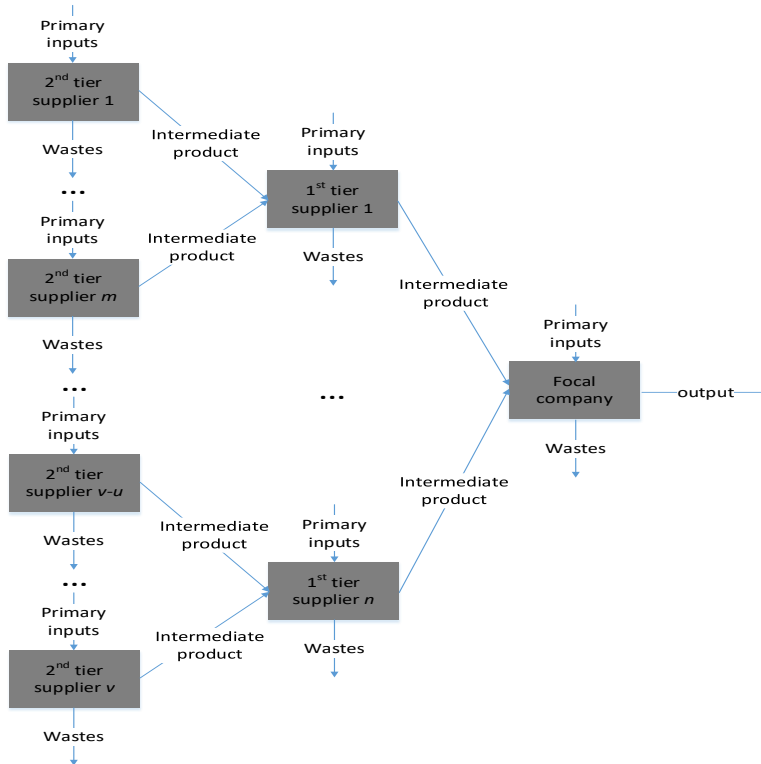 Primary
inputs
2nd tier
supplier 1
Wastes
...
Primary
inputs
2nd tier
supplier m
Wastes
...
Primary
inputs
2nd tier
supplier v-u
Wastes
...
Primary
inputs
2nd tier
supplier v
Wastes
Intermediate
product
Intermediate
product
Intermediate
product
Intermediate
product
Primary
inputs
1st tier
supplier 1
Wastes
...
Primary
inputs
1st tier
supplier n
Wastes
Intermediate
product
Intermediate
product
Primary
inputs
Focal
company
Wastes
output